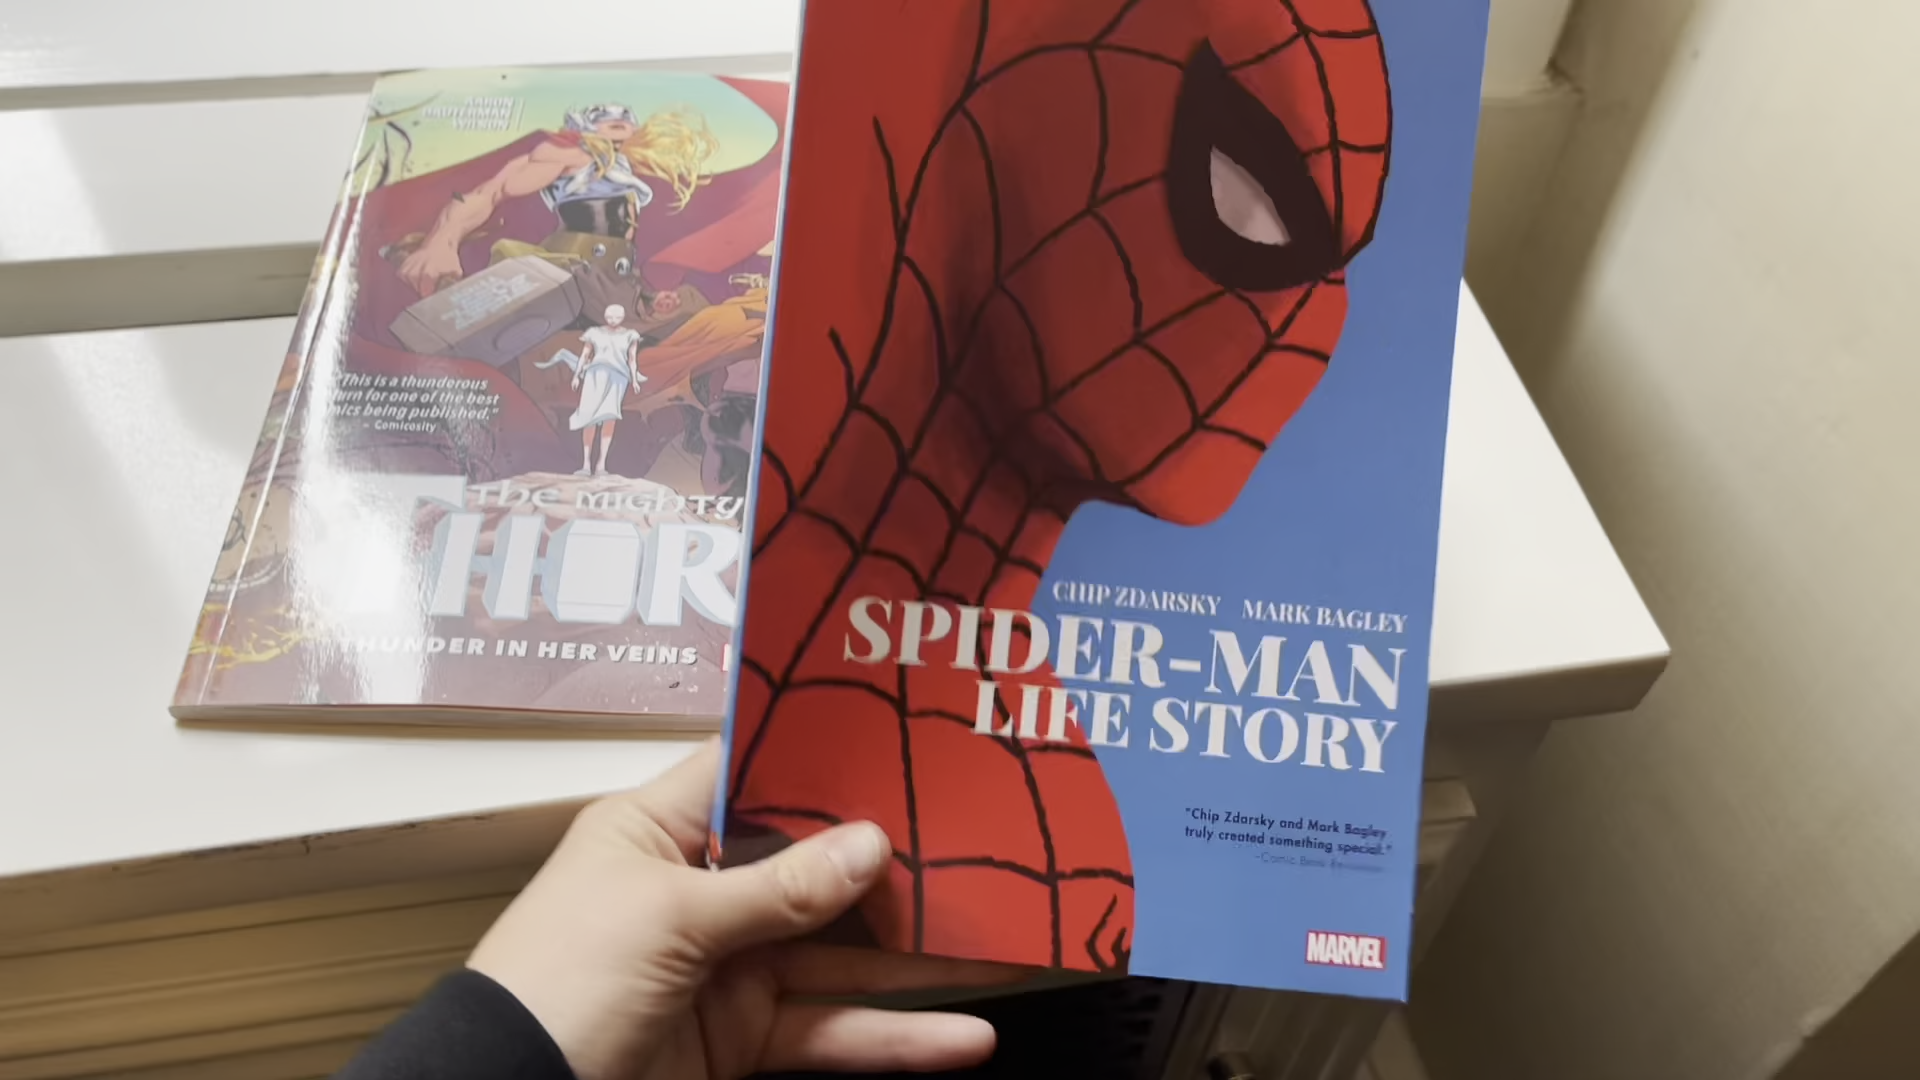 AARON
DAUTERMAN
WILSON
"This is a thunderous
turn for one of the best
mics being published."
- Comicosity
The MIGHTY
THOR
THUNDER IN HER VEINS
CHIP ZDARSKY MARK BAGLEY
SPIDER-MAN
LIFE STORY
"Chip Zdarsky and Mark Bagley
truly created something special."
-Comic Book
MARVEL